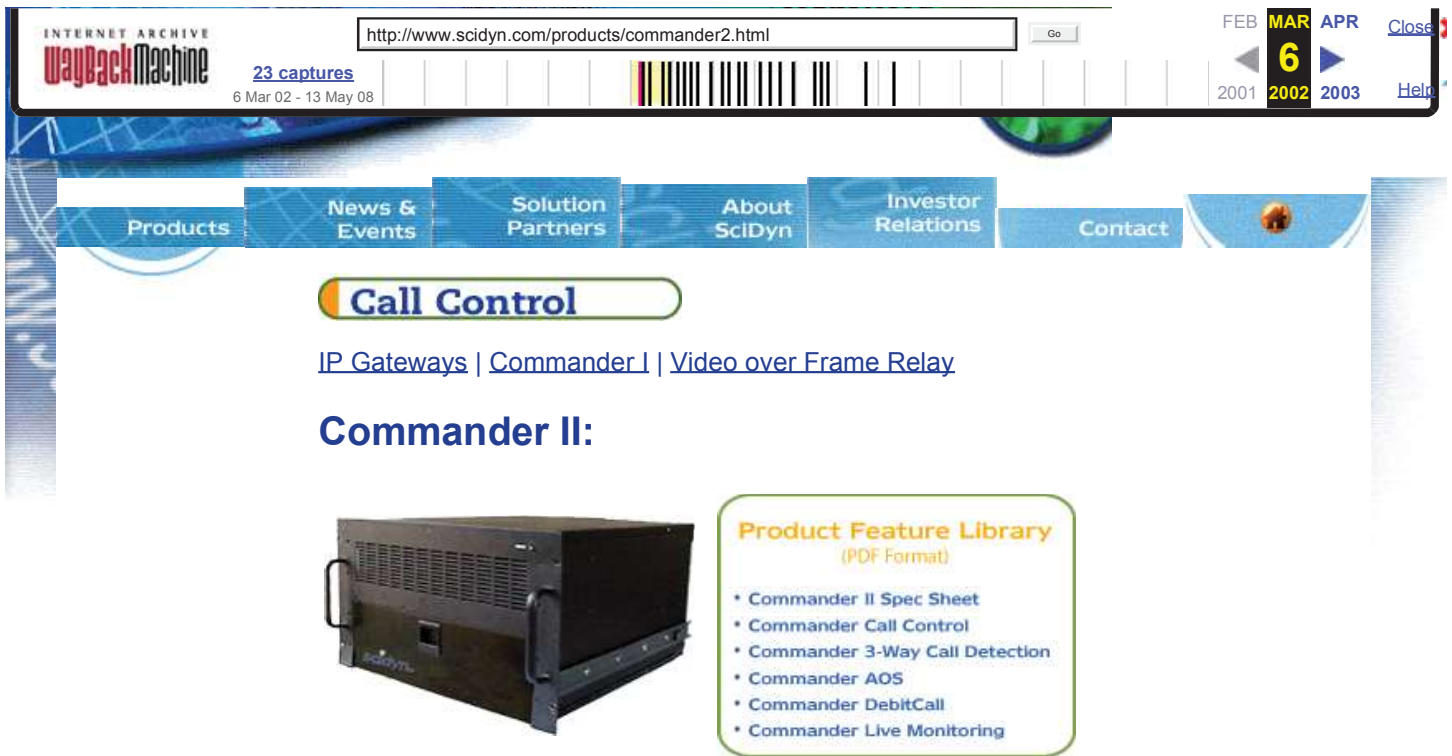 INTERNET ARCHIVE
WayBackMachine
http://www.scidyn.com/products/commander2.html
Go
23 captures
6 Mar 02 - 13 May 08
FEB MAR APR
6
2001 2002 2003
Close
Help
Products
News & Events
Solution Partners
About SciDyn
Investor Relations
Contact
Call Control
IP Gateways | Commander I | Video over Frame Relay
Commander II:
scidyn
Product Feature Library
(PDF Format)
• Commander II Spec Sheet
• Commander Call Control
• Commander 3-Way Call Detection
• Commander AOS
• Commander DebitCall
• Commander Live Monitoring